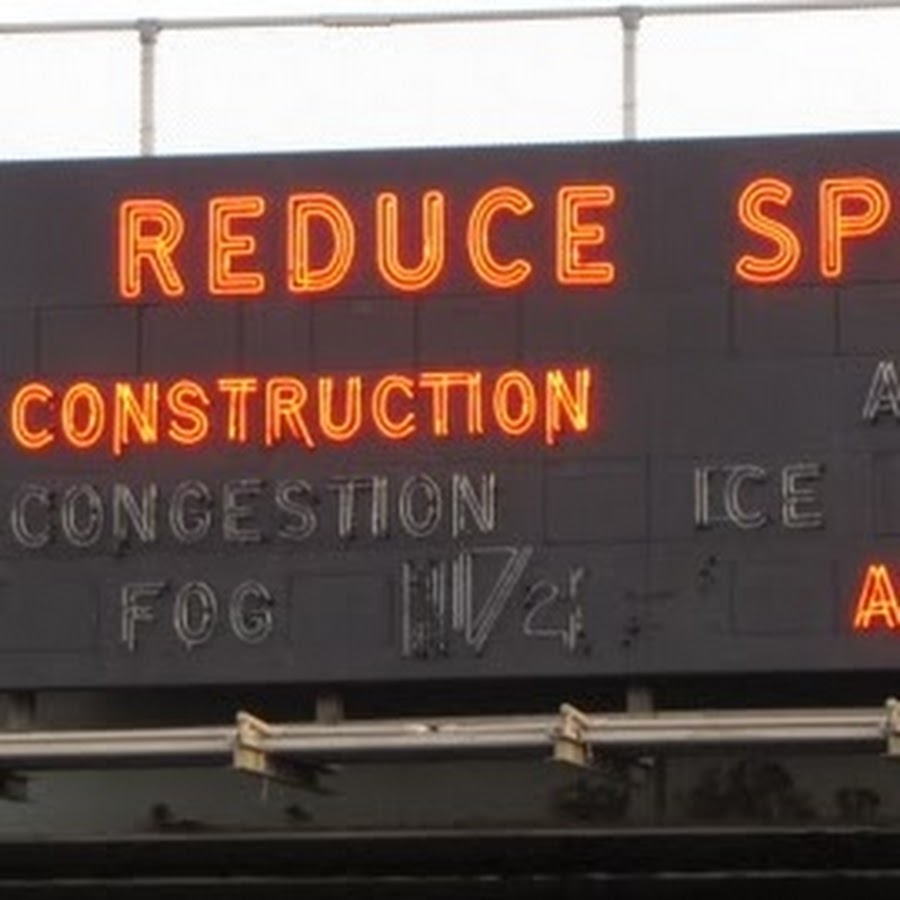 REDUCE SP
CONSTRUCTION A
CONGESTION ICE
FOG A